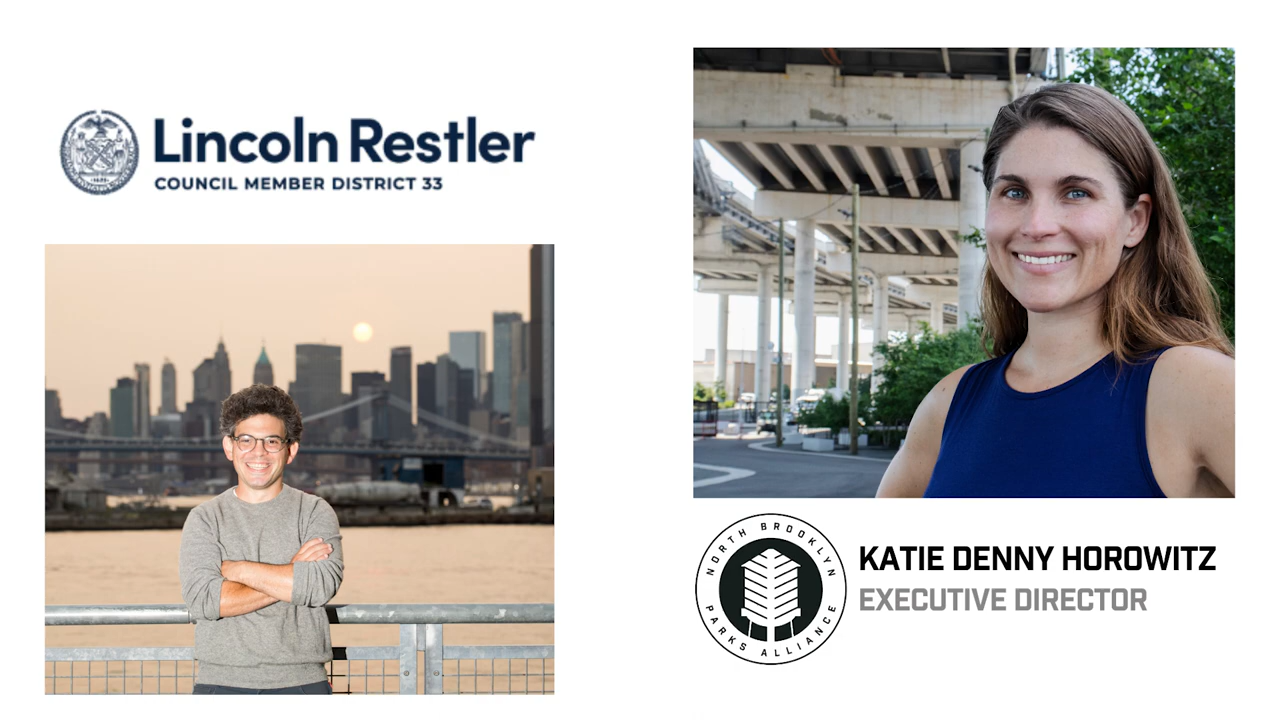 Lincoln Restler
COUNCIL MEMBER DISTRICT 33
NORTH BROOKLYN
PARKS ALLIANCE
KATIE DENNY HOROWITZ
EXECUTIVE DIRECTOR